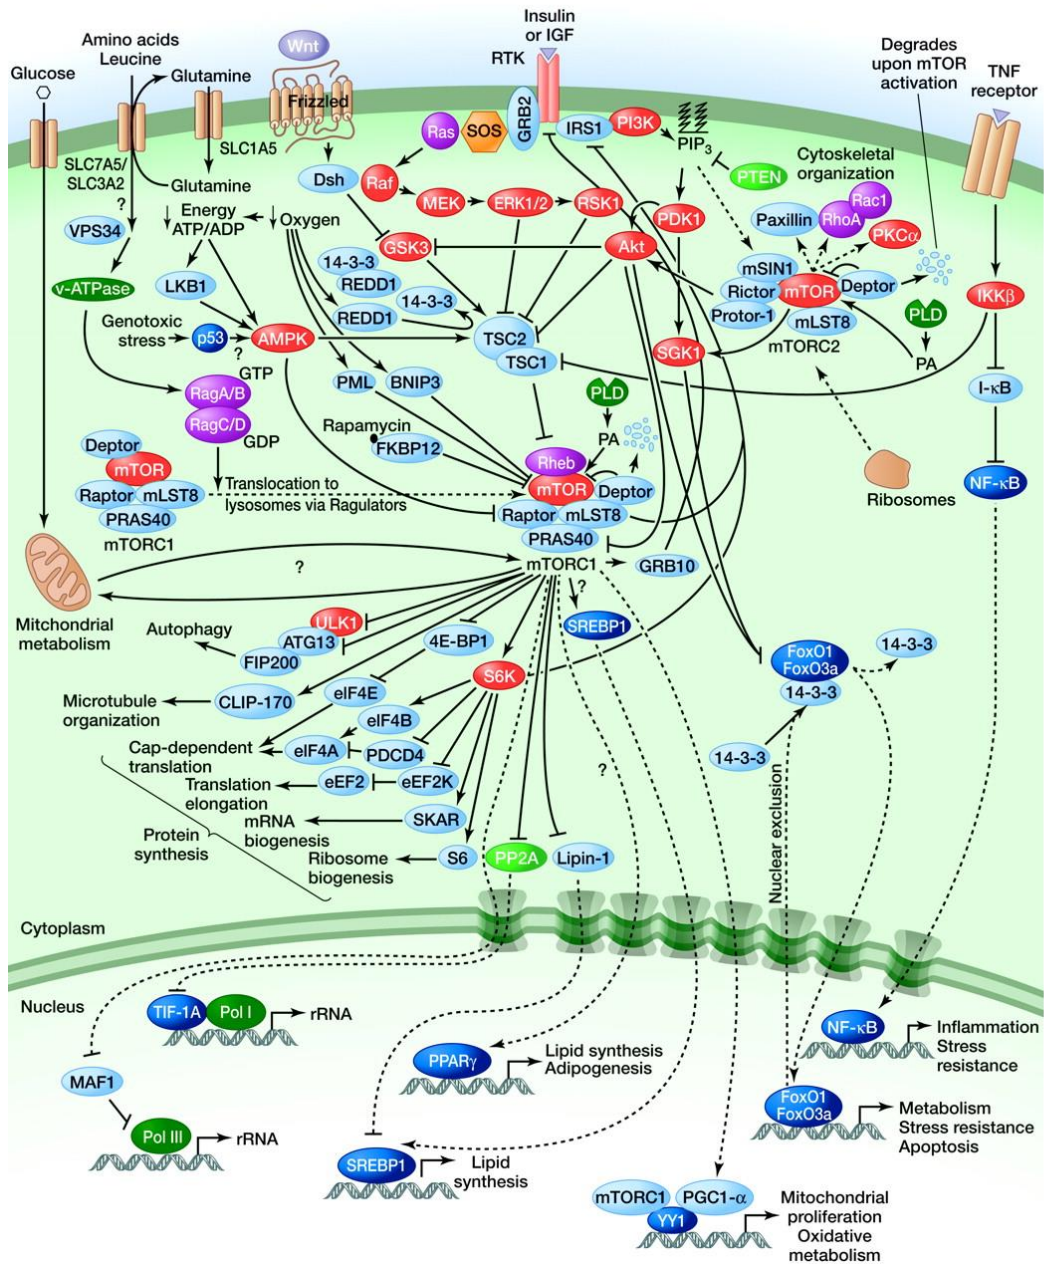 Insulin
or IGF
RTK
Amino acids
Leucine
Glucose
Glutamine
Wnt
Frizzled
Degrades
upon mTOR
activation
TNF
receptor
Ras
SOS
GRB2
IRS1
PI3K
PIP3
PTEN
Cytoskeletal
organization
SLC7A5/
SLC3A2
SLC1A5
Glutamine
?
Dsh
Raf
MEK
ERK1/2
RSK1
PDK1
Paxillin
RhoA
Rac1
PKCα
VPS34
Energy
ATP/ADP
Oxygen
GSK3
Akt
14-3-3
REDD1
14-3-3
REDD1
mSIN1
Rictor
mTOR
Deptor
Protor-1
mLST8
mTORC2
PLD
PA
IKKβ
v-ATPase
LKB1
Genotoxic
stress
p53
?
AMPK
TSC2
TSC1
SGK1
I-κB
GTP
RagA/B
RagC/D
GDP
PML
BNIP3
PLD
PA
Rapamycin
FKBP12
Ribosomes
NF-κB
Deptor
mTOR
Raptor
mLST8
PRAS40
mTORC1
Translocation to
lysosomes via Ragulators
Rheb
mTOR
Deptor
Raptor
mLST8
PRAS40
mTORC1
GRB10
?
?
Mitchondrial
metabolism
Autophagy
ULK1
ATG13
FIP200
4E-BP1
SREBP1
FoxO1
FoxO3a
14-3-3
14-3-3
14-3-3
S6K
Microtubule
organization
CLIP-170
eIF4E
eIF4B
Cap-dependent
translation
eIF4A
PDCD4
Translation
elongation
eEF2
eEF2K
?
mRNA
biogenesis
SKAR
Protein
synthesis
Ribosome
biogenesis
S6
PP2A
Lipin-1
Nuclear exclusion
Cytoplasm
Nucleus
TIF-1A
Pol I
rRNA
MAF1
Pol III
rRNA
PPARγ
Lipid synthesis
Adipogenesis
SREBP1
Lipid
synthesis
NF-κB
Inflammation
Stress
resistance
FoxO1
FoxO3a
Metabolism
Stress resistance
Apoptosis
mTORC1
PGC1-α
YY1
Mitochondrial
proliferation
Oxidative
metabolism